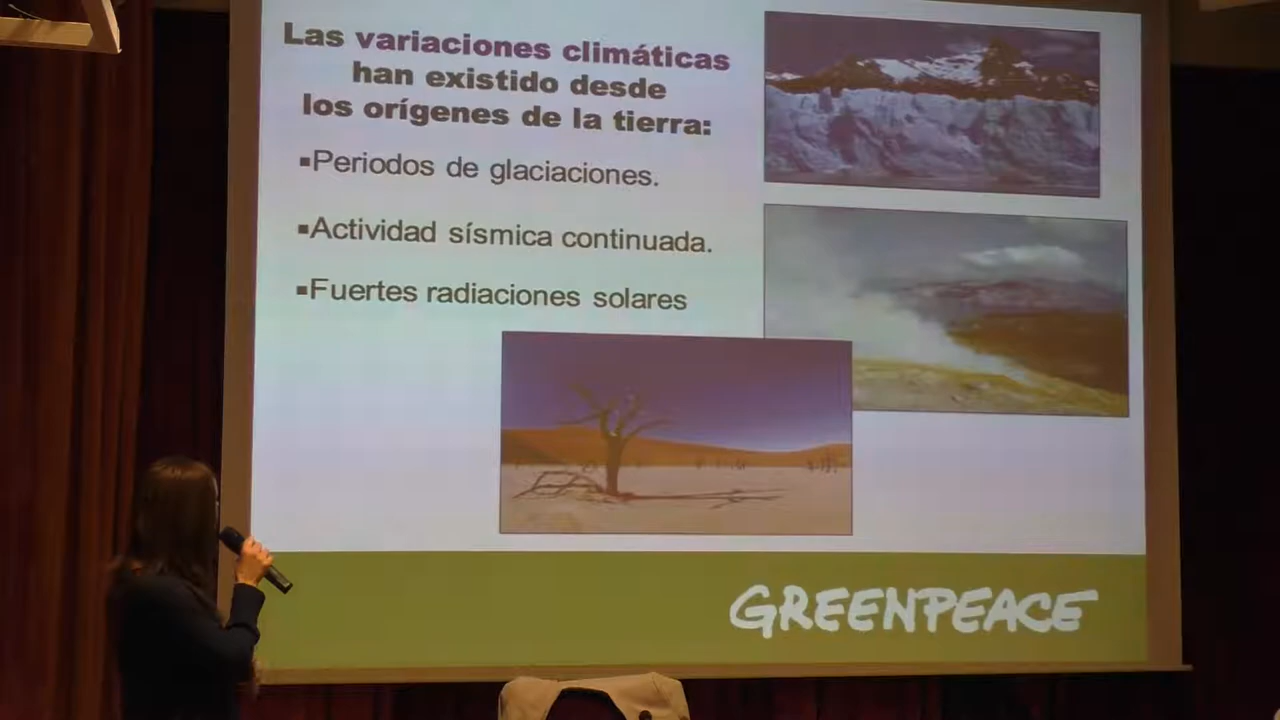 Las variaciones climáticas
han existido desde
los orígenes de la tierra:
▪Periodos de glaciaciones.
▪Actividad sísmica continuada.
▪Fuertes radiaciones solares
GREENPEACE